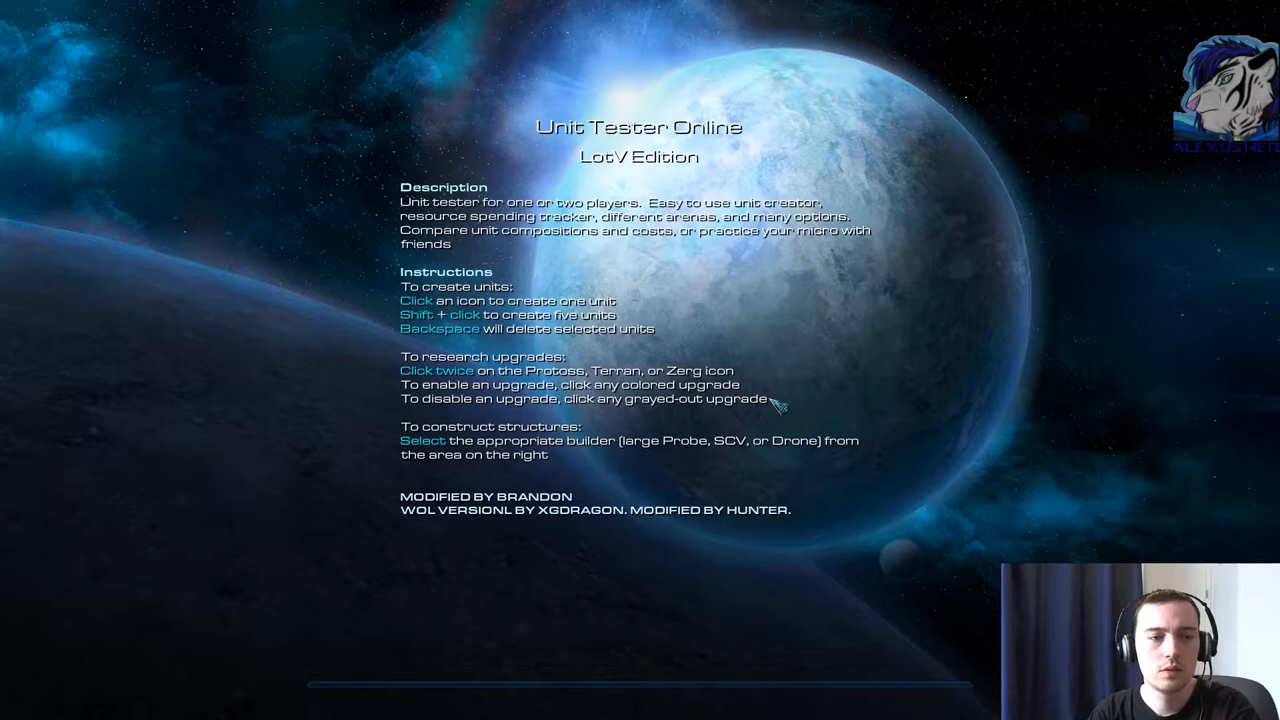 Unit Tester Online
LotV Edition
Description
Unit tester for one or two players. Easy to use unit creator,
resource spending tracker, different arenas, and many options.
Compare unit compositions and costs, or practice your micro with
friends
Instructions
To create units:
Click an icon to create one unit
Shift + click to create five units
Backspace will delete selected units
To research upgrades:
Click twice on the Protoss, Terran, or Zerg icon
To enable an upgrade, click any colored upgrade
To disable an upgrade, click any grayed-out upgrade
To construct structures:
Select the appropriate builder (large Probe, SCV, or Drone) from
the area on the right
MODIFIED BY BRANDON
WOL VERSIONL BY XGDRAGON. MODIFIED BY HUNTER.